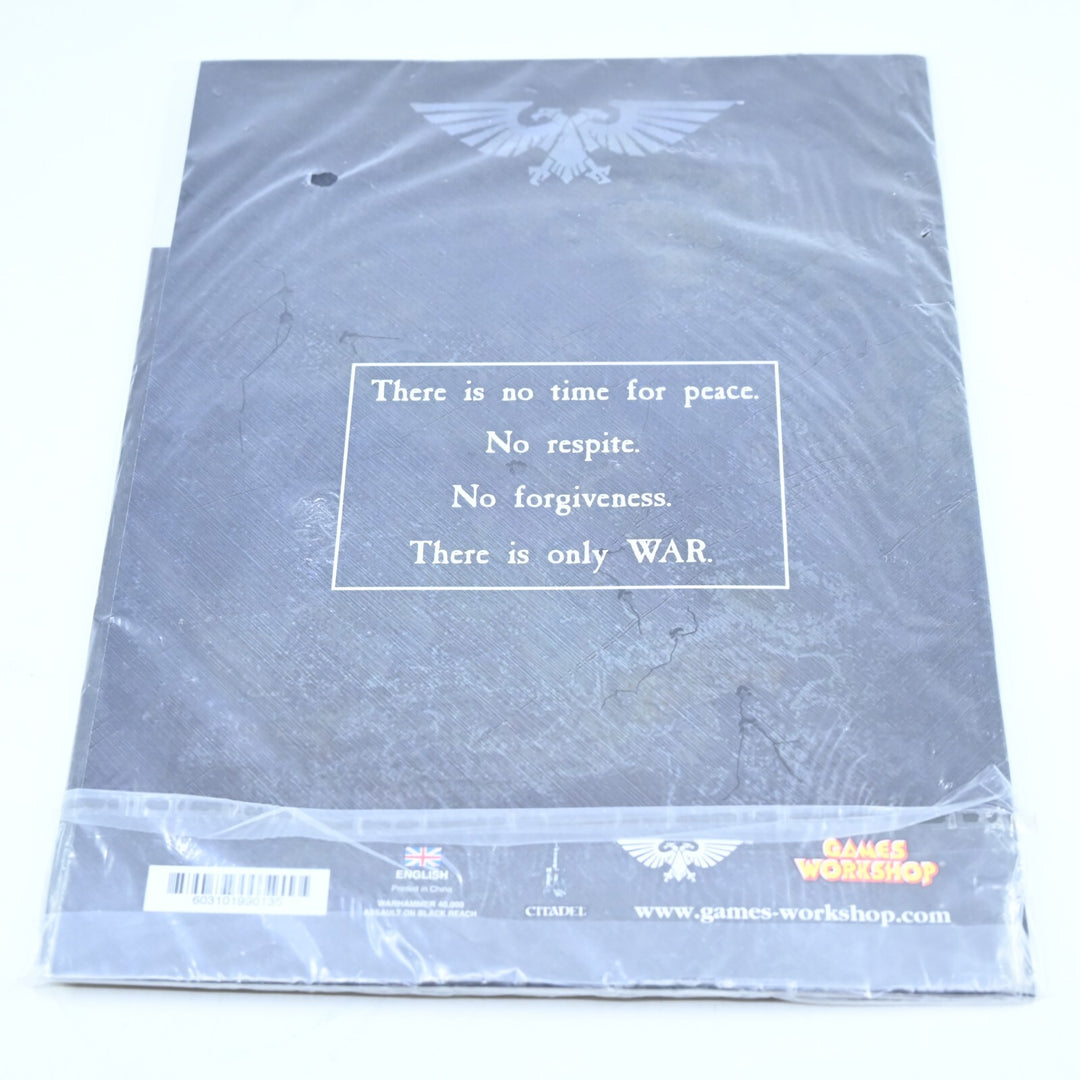 There is no time for peace.
No respite.
No forgiveness.
There is only WAR.
603101990135
ENGLISH
Printed in China
WARHAMMER 40,000
ASSAULT ON BLACK REACH
CITADEL
GAMES
WORKSHOP
www.games-workshop.com